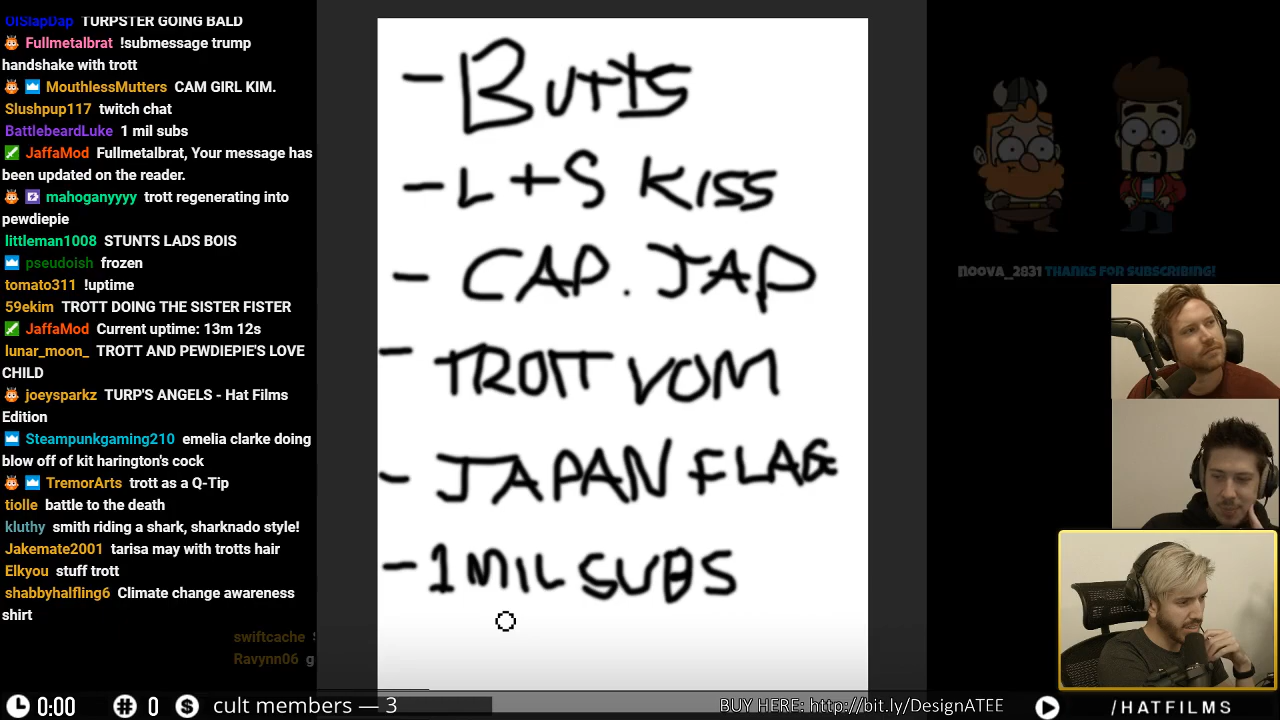 OlSlapDap TURPSTER GOING BALD
Fullmetalbrat !submessage trump
handshake with trott
MouthlessMutters CAM GIRL KIM.
Slushpup117 twitch chat
BattlebeardLuke 1 mil subs
JaffaMod Fullmetalbrat, Your message has
been updated on the reader.
mahoganyyyy trott regenerating into
pewdiepie
littleman1008 STUNTS LADS BOIS
pseudoish frozen
tomato311 !uptime
59ekim TROTT DOING THE SISTER FISTER
JaffaMod Current uptime: 13m 12s
lunar_moon_ TROTT AND PEWDIEPIE'S LOVE
CHILD
joeysparkz TURP'S ANGELS - Hat Films
Edition
Steampunkgaming210 emelia clarke doing
blow off of kit harington's cock
TremorArts trott as a Q-Tip
tiolle battle to the death
kluthy smith riding a shark, sharknado style!
Jakemate2001 tarisa may with trotts hair
Elkyou stuff trott
shabbyhalfling6 Climate change awareness
shirt
swiftcache
Ravynn06 g
- BUTTS
- L+S KISS
- CAP. JAP
- TROTT VOM
- JAPAN FLAG
- 1 MIL SUBS
NOOVA_2831 THANKS FOR SUBSCRIBING!
0:00 # 0 $ cult members — 3
BUY HERE: http://bit.ly/DesignATEE
/HATFILMS